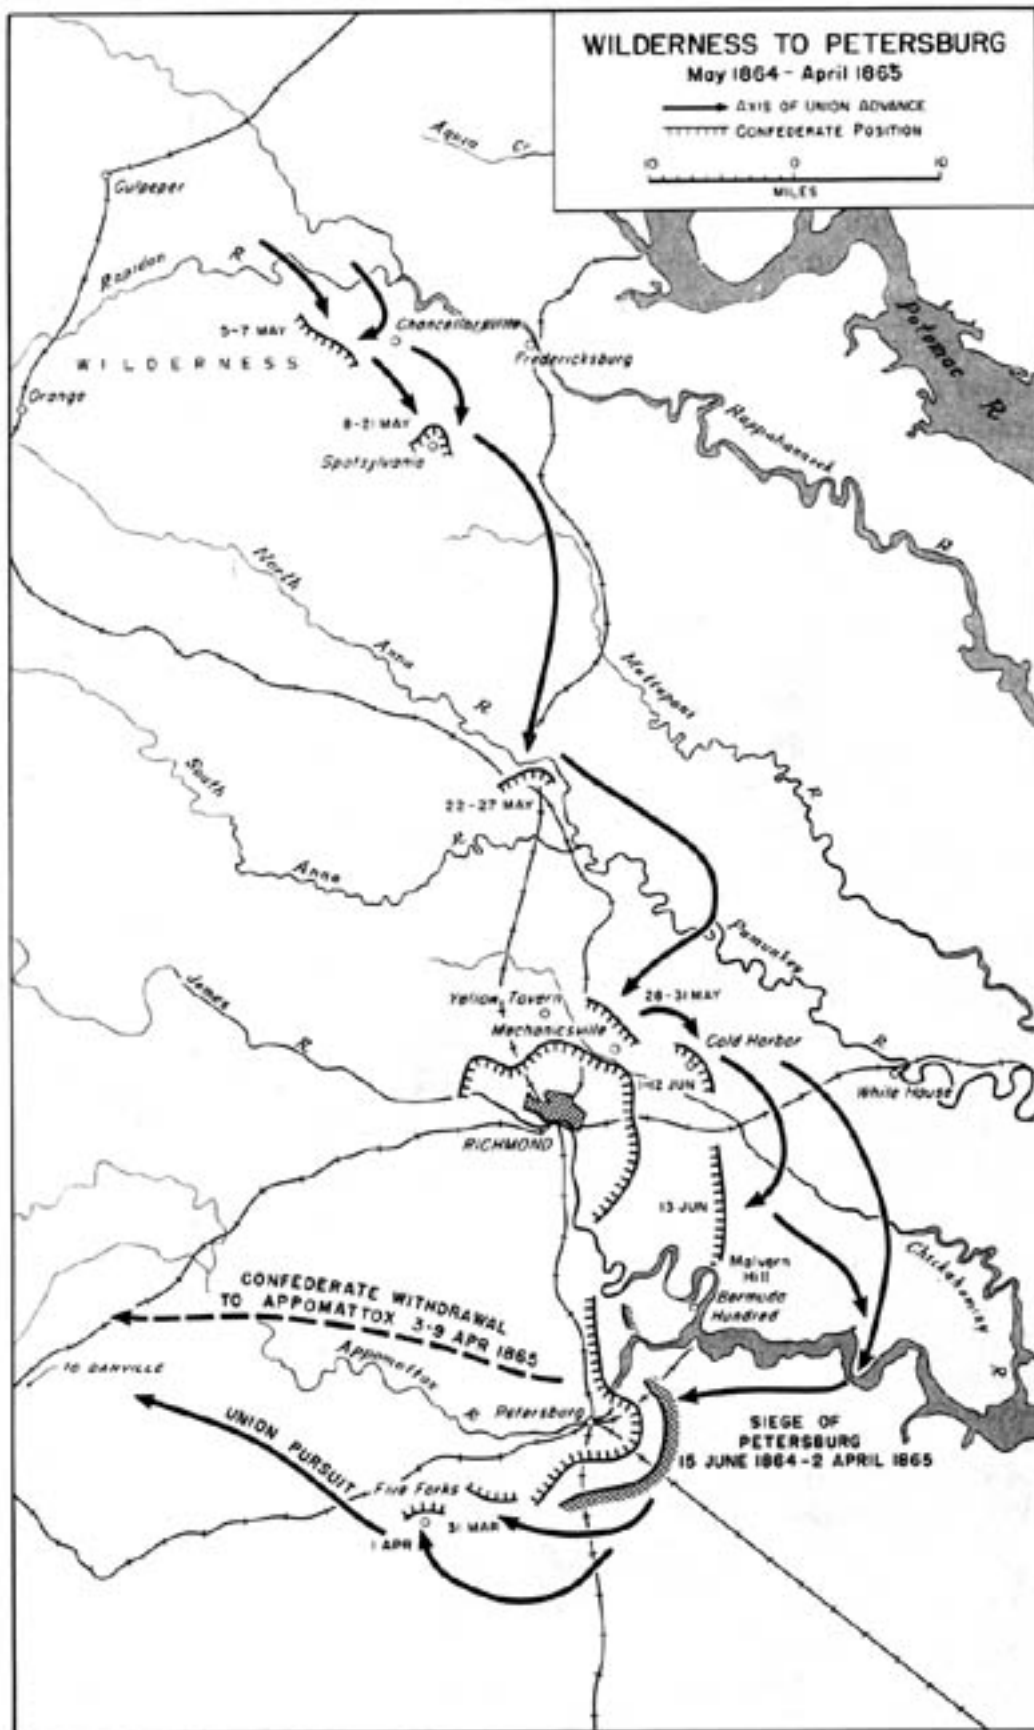 WILDERNESS TO PETERSBURG
May 1864 - April 1865
AXIS OF UNION ADVANCE
CONFEDERATE POSITION
10 0 10
MILES
Aquia Cr.
Culpeper
Rapidan R
5-7 MAY
Chancellorsville
WILDERNESS
Fredericksburg
Potomac R
Orange
8-21 MAY
Spotsylvania
Rappahannock R
North Anna R
Mattaponi R
South Anna R
22-27 MAY
Pamunkey R
James R
Yellow Tavern
28-31 MAY
Mechanicsville
Cold Harbor
1-12 JUN
White House
RICHMOND
13 JUN
Malvern
Hill
Bermuda
Hundred
Chickahominy R
CONFEDERATE WITHDRAWAL
TO APPOMATTOX 3-9 APR 1865
TO DANVILLE
Appomattox R
Petersburg
SIEGE OF
PETERSBURG
15 JUNE 1864-2 APRIL 1865
UNION PURSUIT
Five Forks
31 MAR
1 APR